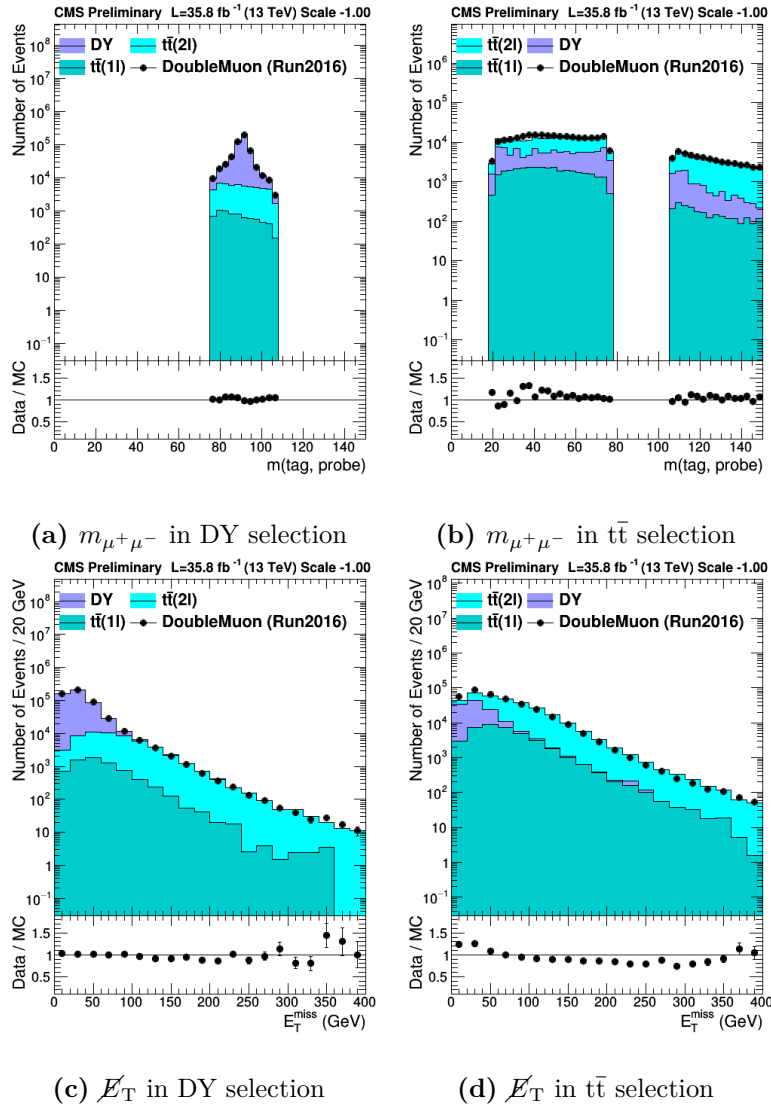 CMS Preliminary L=35.8 fb⁻¹ (13 TeV) Scale -1.00
Number of Events
10⁸
10⁷
10⁶
10⁵
10⁴
10³
10²
10
1
10⁻¹
DY tt̄(2l)
tt̄(1l) DoubleMuon (Run2016)
Data / MC
1.5
1
0.5
0 20 40 60 80 100 120 140
m(tag, probe)
CMS Preliminary L=35.8 fb⁻¹ (13 TeV) Scale -1.00
Number of Events
10⁶
10⁵
10⁴
10³
10²
10
1
10⁻¹
tt̄(2l) DY
tt̄(1l) DoubleMuon (Run2016)
Data / MC
1.5
1
0.5
0 20 40 60 80 100 120 140
m(tag, probe)
(a) mμ⁺μ⁻ in DY selection
(b) mμ⁺μ⁻ in tt̄ selection
CMS Preliminary L=35.8 fb⁻¹ (13 TeV) Scale -1.00
Number of Events / 20 GeV
10⁸
10⁷
10⁶
10⁵
10⁴
10³
10²
10
1
10⁻¹
DY tt̄(2l)
tt̄(1l) DoubleMuon (Run2016)
Data / MC
1.5
1
0.5
0 50 100 150 200 250 300 350 400
E_T^miss (GeV)
CMS Preliminary L=35.8 fb⁻¹ (13 TeV) Scale -1.00
Number of Events / 20 GeV
10⁸
10⁷
10⁶
10⁵
10⁴
10³
10²
10
1
10⁻¹
tt̄(2l) DY
tt̄(1l) DoubleMuon (Run2016)
Data / MC
1.5
1
0.5
0 50 100 150 200 250 300 350 400
E_T^miss (GeV)
(c) E̸_T in DY selection
(d) E̸_T in tt̄ selection